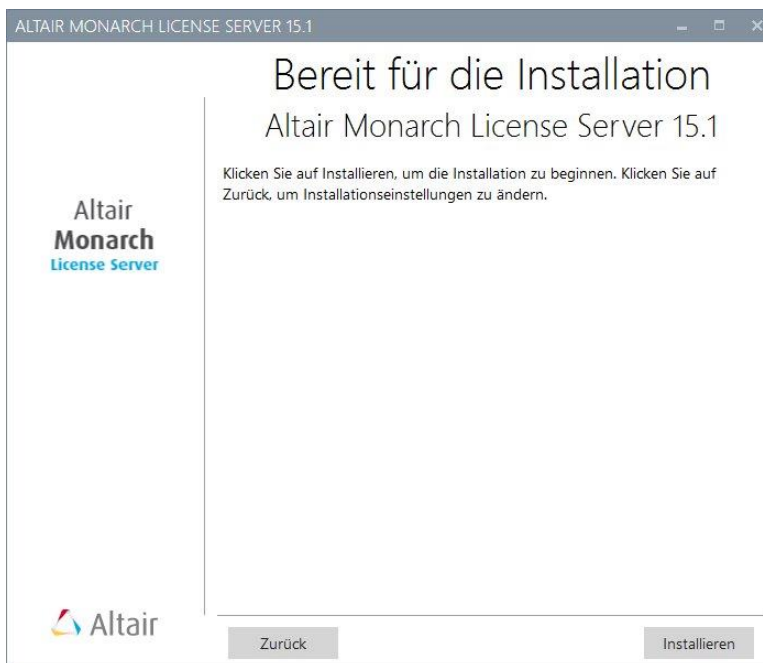 ALTAIR MONARCH LICENSE SERVER 15.1
Bereit für die Installation
Altair Monarch License Server 15.1
Klicken Sie auf Installieren, um die Installation zu beginnen. Klicken Sie auf
Zurück, um Installationseinstellungen zu ändern.
Altair
Monarch
License Server
Altair
Zurück
Installieren